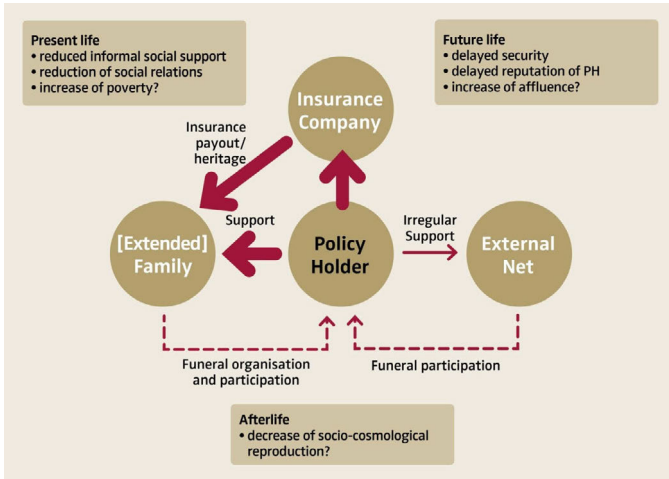 Present life
• reduced informal social support
• reduction of social relations
• increase of poverty?
Future life
• delayed security
• delayed reputation of PH
• increase of affluence?
Insurance
Company
Insurance
payout/
heritage
Support
Irregular
Support
[Extended]
Family
Policy
Holder
External
Net
Funeral organisation
and participation
Funeral participation
Afterlife
• decrease of socio-cosmological
reproduction?